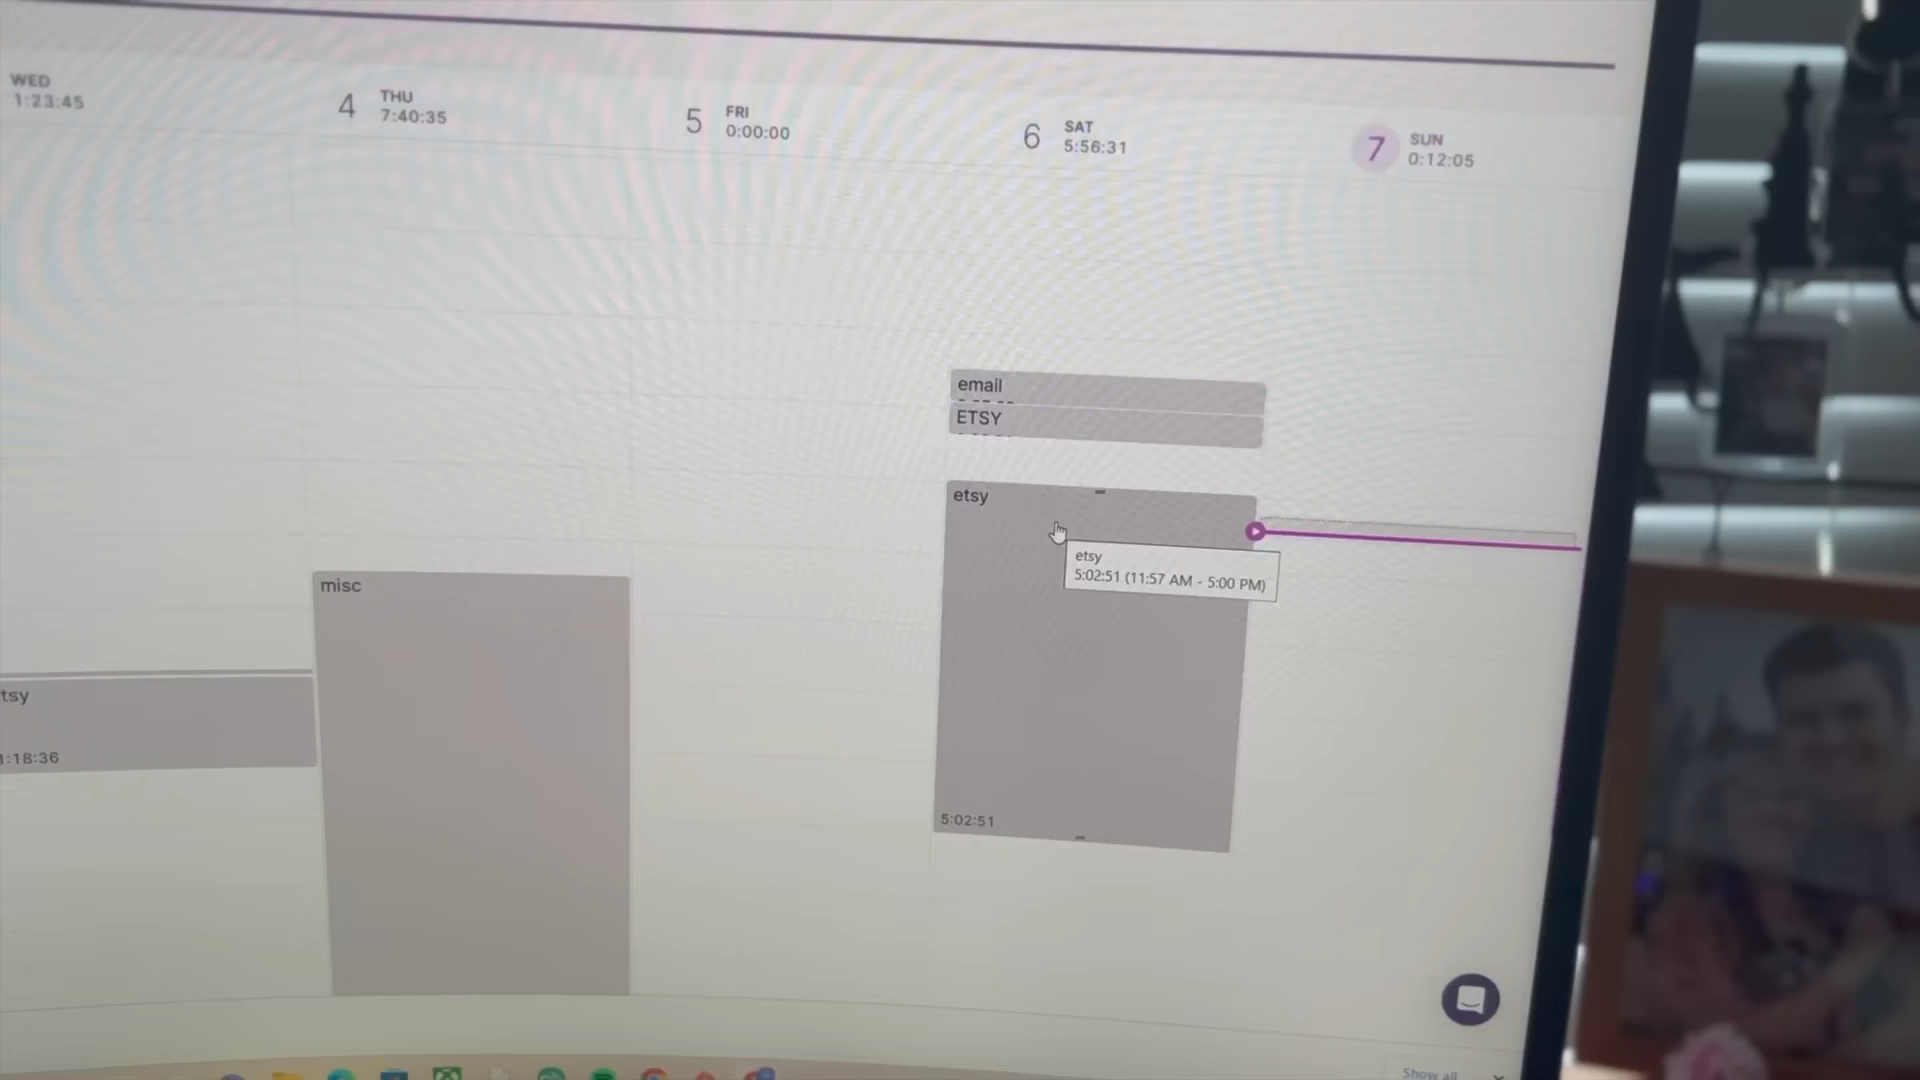 WED
1:23:45
4
THU
7:40:35
5
FRI
0:00:00
6
SAT
5:56:31
7
SUN
0:12:05
email
ETSY
etsy
etsy
5:02:51 (11:57 AM - 5:00 PM)
misc
tsy
1:18:36
5:02:51
Show all